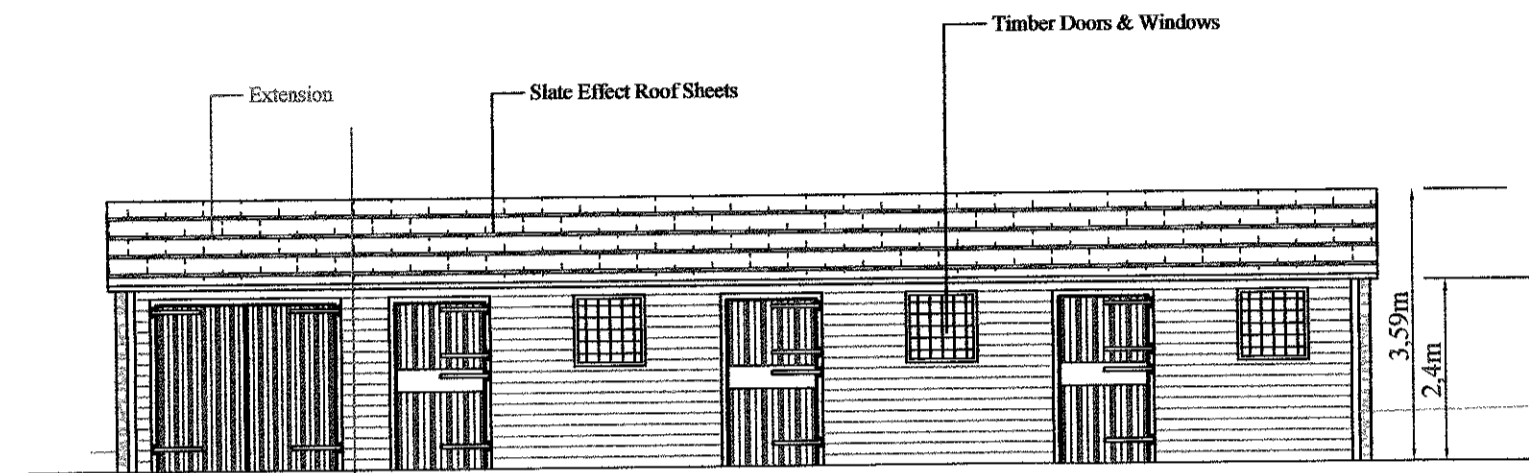 Timber Doors & Windows
Extension
Slate Effect Roof Sheets
3,59m
2,4m